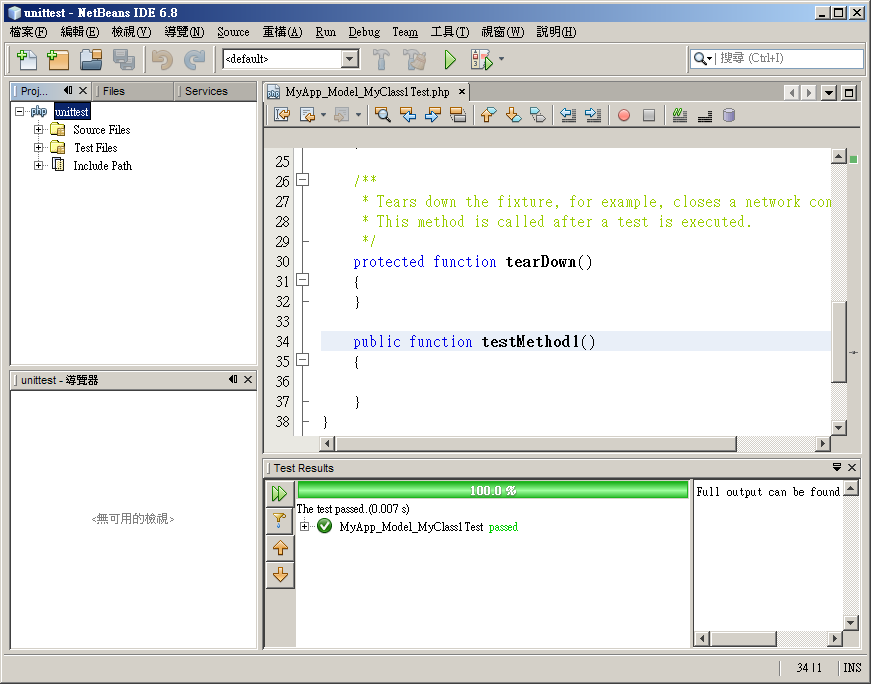 unittest - NetBeans IDE 6.8
檔案(F) 編輯(E) 檢視(V) 導覽(N) Source 重構(A) Run Debug Team 工具(T) 視窗(W) 說明(H)
<default> 搜尋 (Ctrl+I)
Proj... Files Services
MyApp_Model_MyClass1Test.php
php unittest
Source Files
Test Files
Include Path
25
26 /**
27 * Tears down the fixture, for example, closes a network con
28 * This method is called after a test is executed.
29 */
30 protected function tearDown()
31 {
32 }
33
34 public function testMethod1()
35 {
36
37 }
38 }
unittest - 導覽器
<無可用的檢視>
Test Results
100.0 %
The test passed.(0.007 s)
MyApp_Model_MyClass1Test passed
Full output can be found
34 | 1 INS